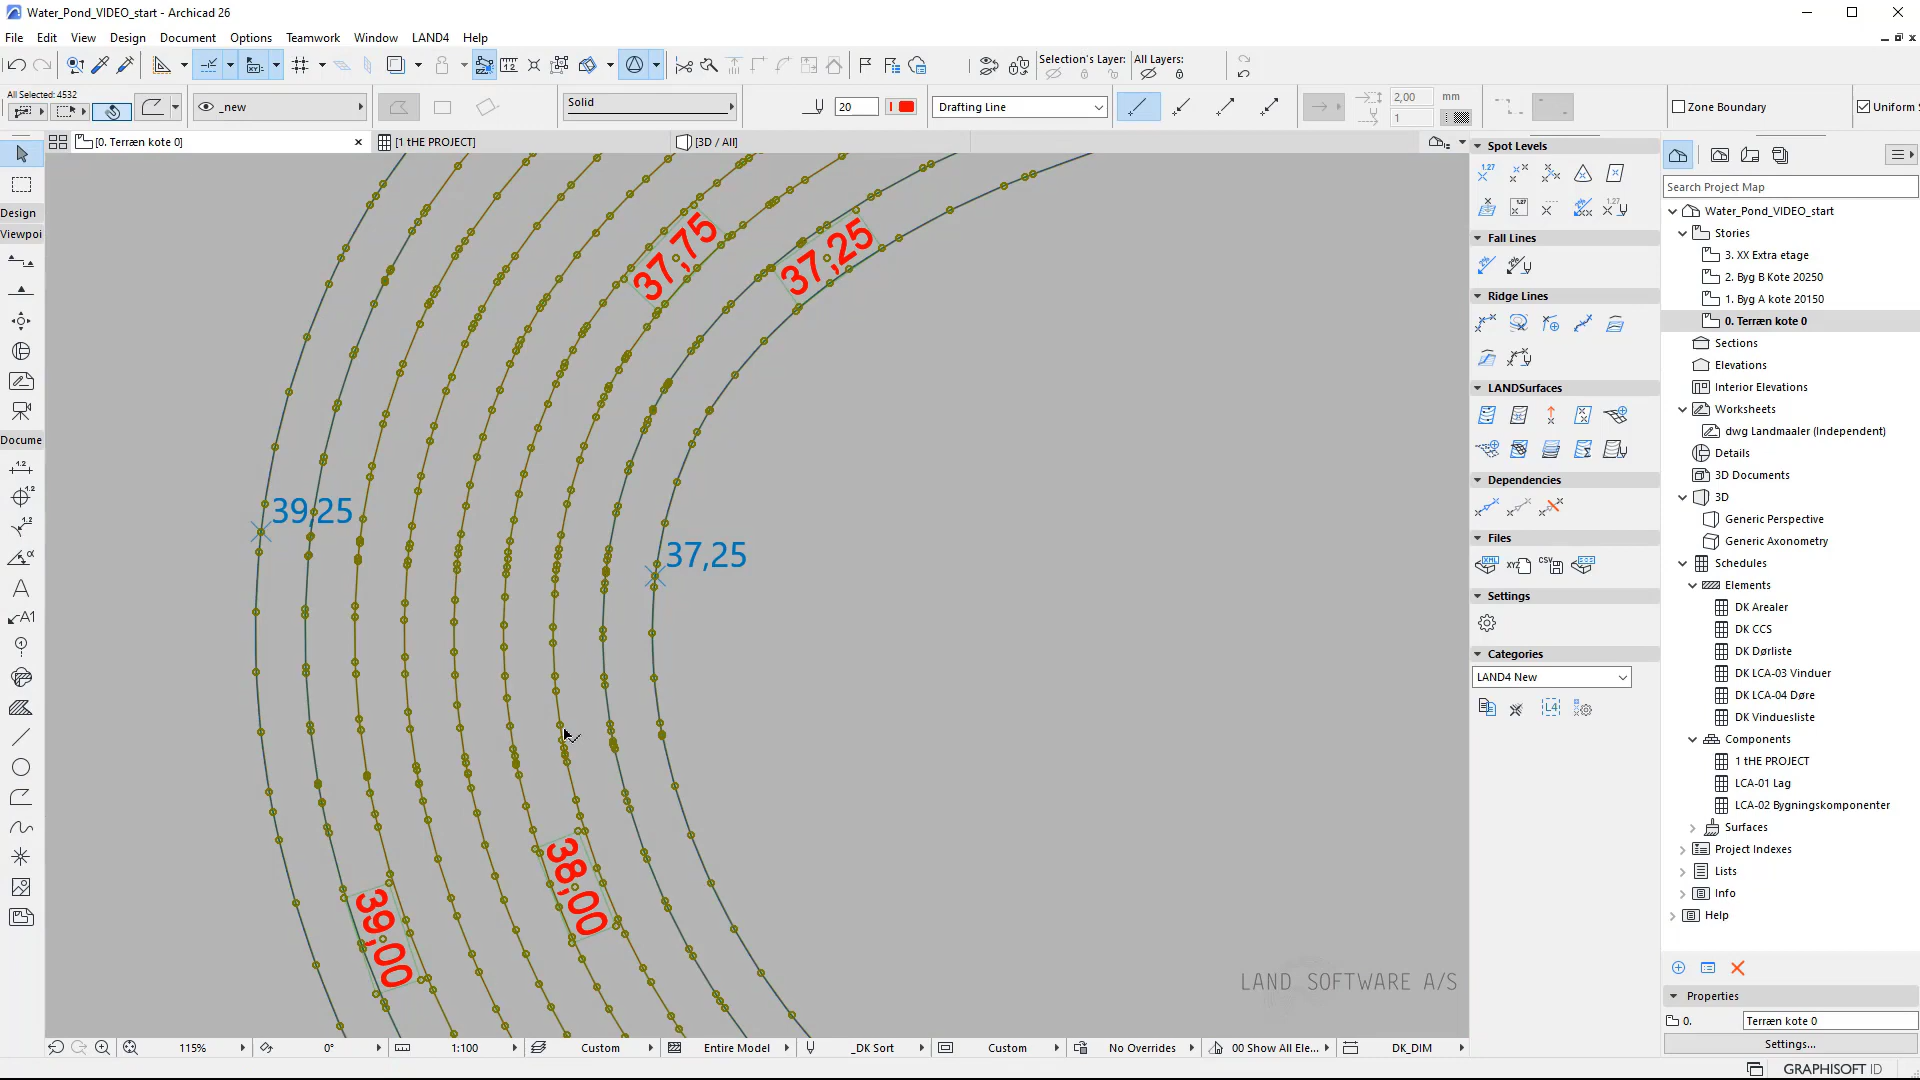 Water_Pond_VIDEO_start - Archicad 26
File Edit View Design Document Options Teamwork Window LAND4 Help
Selection's Layer: All Layers:
All Selected: 4532
_new
Solid
20
Drafting Line
2,00 mm
1
Zone Boundary
Uniform S
[0. Terræn kote 0]
[1 tHE PROJECT]
[3D / All]
Design
Viewpoi
Docume
37,75
37,25
39,25
37,25
38,00
39,00
LAND SOFTWARE A/S
Spot Levels
Fall Lines
Ridge Lines
LANDSurfaces
Dependencies
Files
Settings
Categories
LAND4 New
Search Project Map
Water_Pond_VIDEO_start
Stories
3. XX Extra etage
2. Byg B Kote 20250
1. Byg A kote 20150
0. Terræn kote 0
Sections
Elevations
Interior Elevations
Worksheets
dwg Landmaaler (Independent)
Details
3D Documents
3D
Generic Perspective
Generic Axonometry
Schedules
Elements
DK Arealer
DK CCS
DK Dørliste
DK LCA-03 Vinduer
DK LCA-04 Døre
DK Vinduesliste
Components
1 tHE PROJECT
LCA-01 Lag
LCA-02 Bygningskomponenter
Surfaces
Project Indexes
Lists
Info
Help
Properties
0. Terræn kote 0
Settings...
115% 0° 1:100 Custom Entire Model _DK Sort Custom No Overrides 00 Show All Ele... DK_DIM
GRAPHISOFT ID